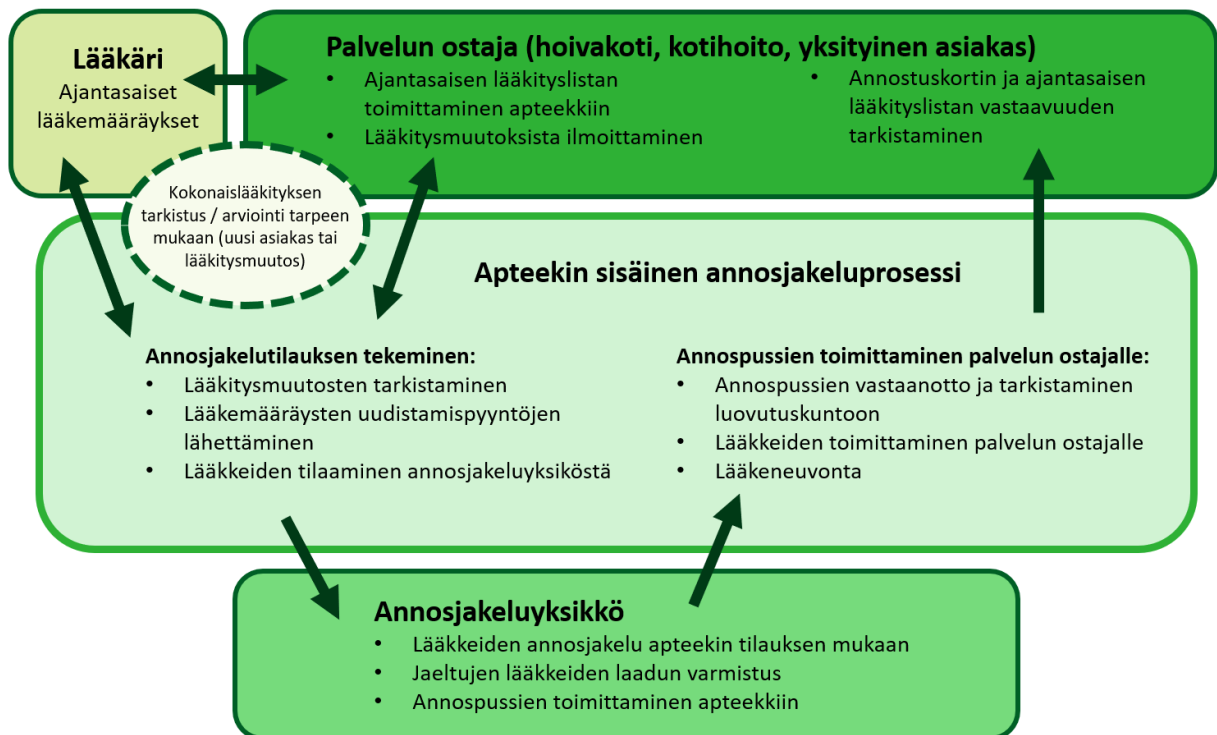 Lääkäri
Ajantasaiset
lääkemääräykset
Palvelun ostaja (hoivakoti, kotihoito, yksityinen asiakas)
• Ajantasaisen lääkityslistan
toimittaminen apteekkiin
• Lääkitysmuutoksista ilmoittaminen
• Annostuskortin ja ajantasaisen
lääkityslistan vastaavuuden
tarkistaminen
Kokonaislääkityksen
tarkistus / arviointi tarpeen
mukaan (uusi asiakas tai
lääkitysmuutos)
Apteekin sisäinen annosjakeluprosessi
Annosjakelutilauksen tekeminen:
• Lääkitysmuutosten tarkistaminen
• Lääkemääräysten uudistamispyyntöjen
lähettäminen
• Lääkkeiden tilaaminen annosjakeluyksiköstä
Annospussien toimittaminen palvelun ostajalle:
• Annospussien vastaanotto ja tarkistaminen
luovutuskuntoon
• Lääkkeiden toimittaminen palvelun ostajalle
• Lääkeneuvonta
Annosjakeluyksikkö
• Lääkkeiden annosjakelu apteekin tilauksen mukaan
• Jaeltujen lääkkeiden laadun varmistus
• Annospussien toimittaminen apteekkiin